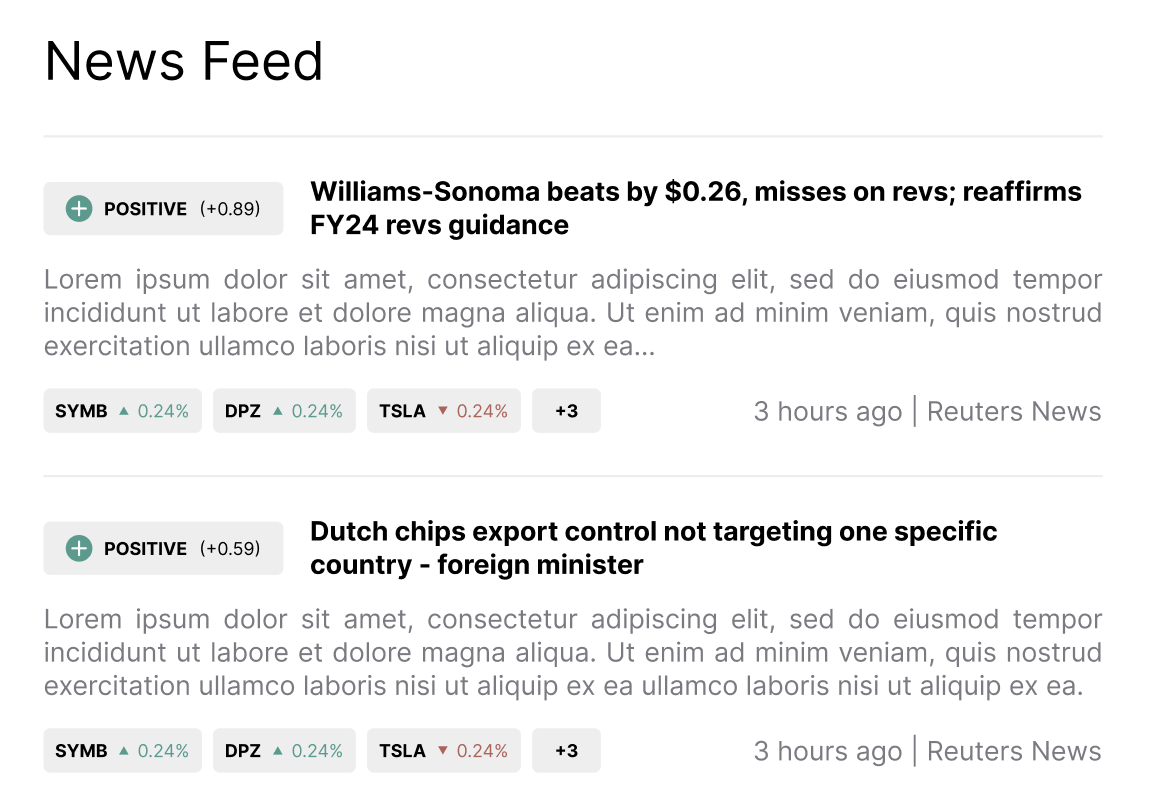 News Feed
POSITIVE (+0.89)
Williams-Sonoma beats by $0.26, misses on revs; reaffirms
FY24 revs guidance
Lorem ipsum dolor sit amet, consectetur adipiscing elit, sed do eiusmod tempor
incididunt ut labore et dolore magna aliqua. Ut enim ad minim veniam, quis nostrud
exercitation ullamco laboris nisi ut aliquip ex ea...
SYMB ▲ 0.24% DPZ ▲ 0.24% TSLA ▼ 0.24% +3 3 hours ago | Reuters News
POSITIVE (+0.59)
Dutch chips export control not targeting one specific
country - foreign minister
Lorem ipsum dolor sit amet, consectetur adipiscing elit, sed do eiusmod tempor
incididunt ut labore et dolore magna aliqua. Ut enim ad minim veniam, quis nostrud
exercitation ullamco laboris nisi ut aliquip ex ea ullamco laboris nisi ut aliquip ex ea.
SYMB ▲ 0.24% DPZ ▲ 0.24% TSLA ▼ 0.24% +3 3 hours ago | Reuters News